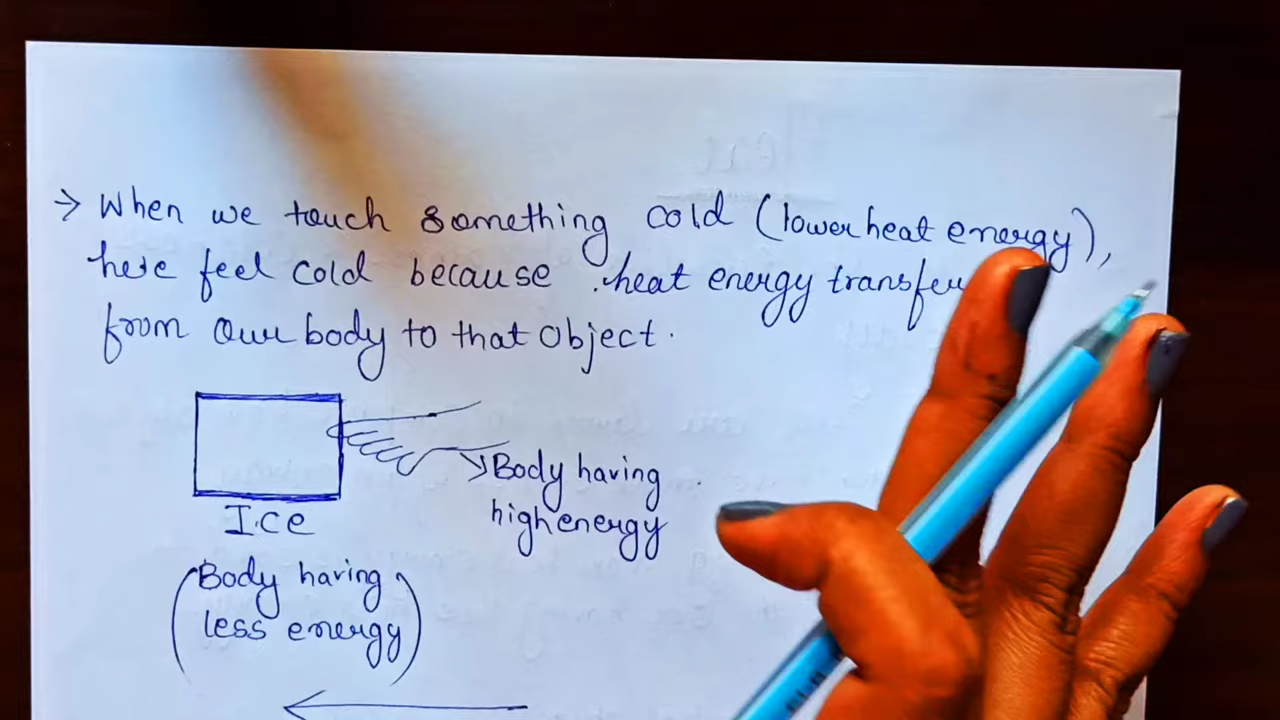 → When we touch something cold (lower heat energy),
here feel cold because heat energy transfer
from our body to that object.
Body having
high energy
Ice
(Body having
less energy)